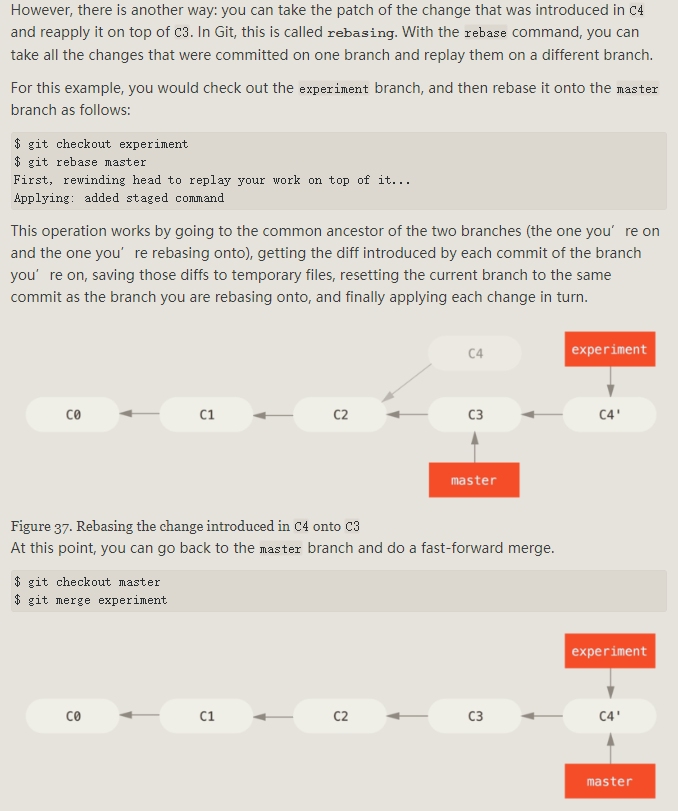 However, there is another way: you can take the patch of the change that was introduced in C4
and reapply it on top of C3. In Git, this is called rebasing. With the rebase command, you can
take all the changes that were committed on one branch and replay them on a different branch.
For this example, you would check out the experiment branch, and then rebase it onto the master
branch as follows:
$ git checkout experiment
$ git rebase master
First, rewinding head to replay your work on top of it...
Applying: added staged command
This operation works by going to the common ancestor of the two branches (the one you’re on
and the one you’re rebasing onto), getting the diff introduced by each commit of the branch
you’re on, saving those diffs to temporary files, resetting the current branch to the same
commit as the branch you are rebasing onto, and finally applying each change in turn.
C4 experiment
C0 C1 C2 C3 C4'
master
Figure 37. Rebasing the change introduced in C4 onto C3
At this point, you can go back to the master branch and do a fast-forward merge.
$ git checkout master
$ git merge experiment
experiment
C0 C1 C2 C3 C4'
master